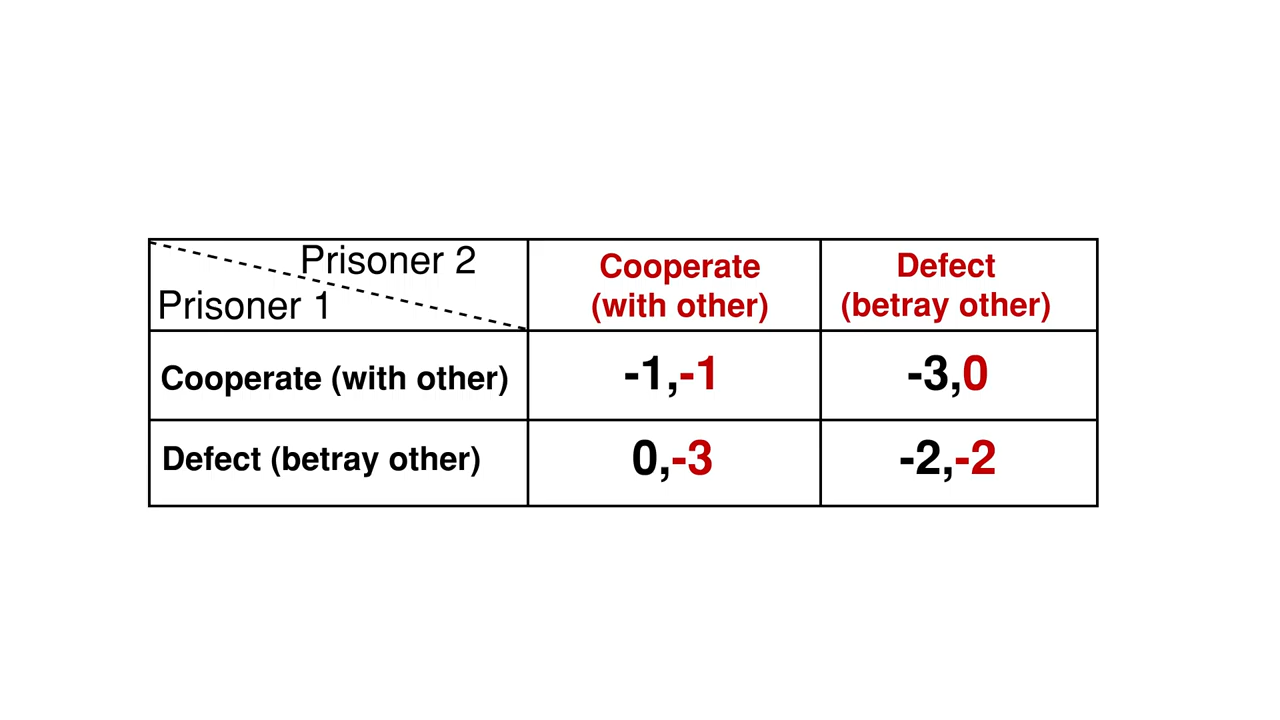 Prisoner 2
Prisoner 1
Cooperate
(with other)
Defect
(betray other)
Cooperate (with other)
-1,-1
-3,0
Defect (betray other)
0,-3
-2,-2